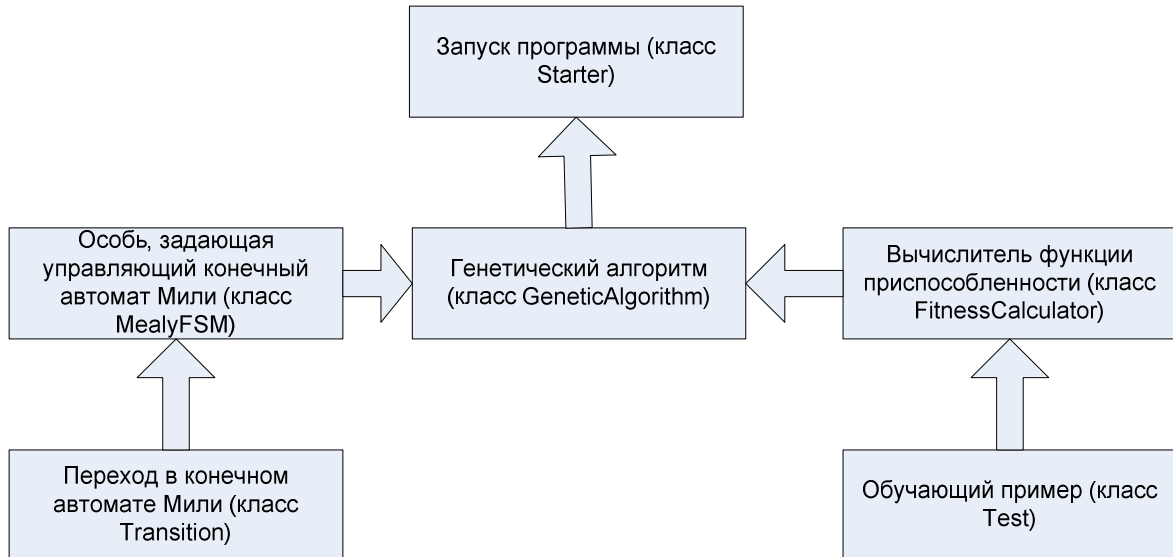 Запуск программы (класс
Starter)
Особь, задающая
управляющий конечный
автомат Мили (класс
MealyFSM)
Генетический алгоритм
(класс GeneticAlgorithm)
Вычислитель функции
приспособленности (класс
FitnessCalculator)
Переход в конечном
автомате Мили (класс
Transition)
Обучающий пример (класс
Test)